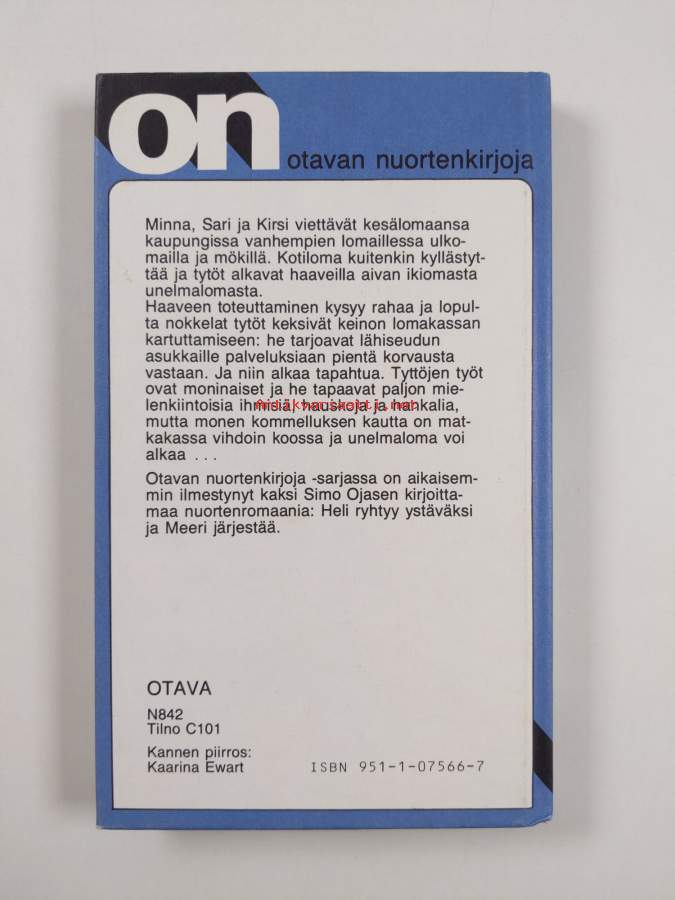 on
otavan nuortenkirjoja
Minna, Sari ja Kirsi viettävät kesälomaansa
kaupungissa vanhempien lomaillessa ulko-
mailla ja mökillä. Kotiloma kuitenkin kyllästyt-
tää ja tytöt alkavat haaveilla aivan ikiomasta
unelmalomasta.
Haaveen toteuttaminen kysyy rahaa ja lopul-
ta nokkelat tytöt keksivät keinon lomakassan
kartuttamiseen: he tarjoavat lähiseudun
asukkaille palveluksiaan pientä korvausta
vastaan. Ja niin alkaa tapahtua. Tyttöjen työt
ovat moninaiset ja he tapaavat paljon mie-
lenkiintoisia ihmisiä, hauskoja ja hankalia,
mutta monen kommelluksen kautta on mat-
kakassa vihdoin koossa ja unelmaloma voi
alkaa . . .
Otavan nuortenkirjoja -sarjassa on aikaisem-
min ilmestynyt kaksi Simo Ojasen kirjoitta-
maa nuortenromaania: Heli ryhtyy ystäväksi
ja Meeri järjestää.
OTAVA
N842
Tilno C101
Kannen piirros:
Kaarina Ewart
ISBN 951-1-07566-7